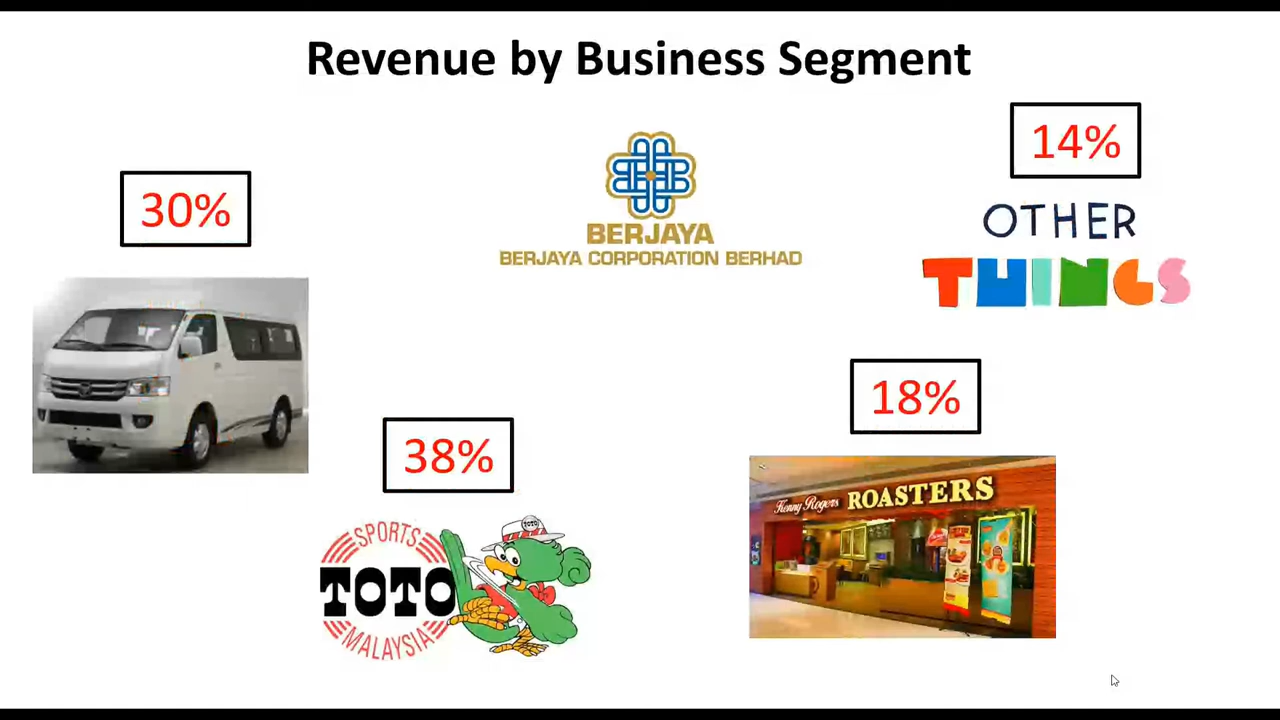 Revenue by Business Segment
14%
30%
OTHER
THINGS
BERJAYA
BERJAYA CORPORATION BERHAD
18%
38%
Kenny Rogers ROASTERS
TOTO
SPORTS
TOTO
MALAYSIA